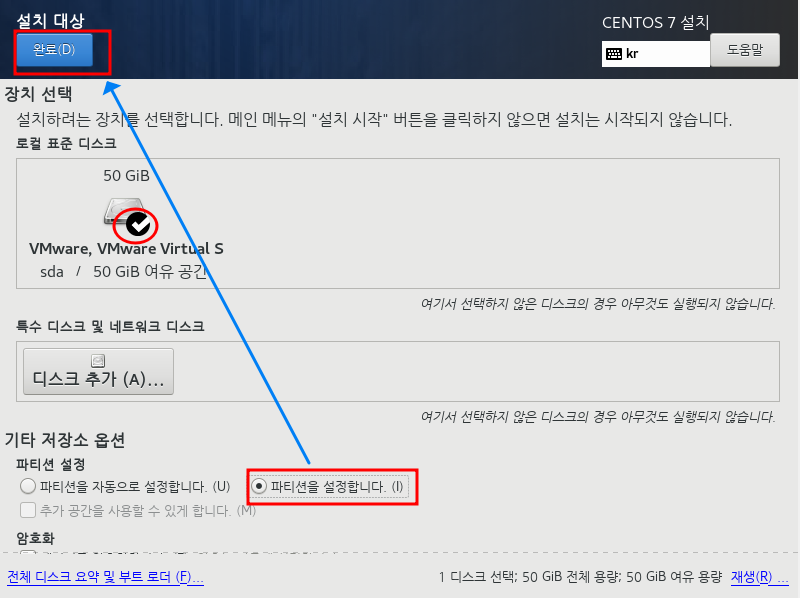 설치 대상
CENTOS 7 설치
완료(D)
kr
도움말
장치 선택
설치하려는 장치를 선택합니다. 메인 메뉴의 "설치 시작" 버튼을 클릭하지 않으면 설치는 시작되지 않습니다.
로컬 표준 디스크
50 GiB
VMware, VMware Virtual S
sda / 50 GiB 여유 공간
여기서 선택하지 않은 디스크의 경우 아무것도 실행되지 않습니다.
특수 디스크 및 네트워크 디스크
디스크 추가 (A)...
여기서 선택하지 않은 디스크의 경우 아무것도 실행되지 않습니다.
기타 저장소 옵션
파티션 설정
파티션을 자동으로 설정합니다. (U) 파티션을 설정합니다. (I)
추가 공간을 사용할 수 있게 합니다. (M)
암호화
전체 디스크 요약 및 부트 로더 (F)...
1 디스크 선택; 50 GiB 전체 용량; 50 GiB 여유 용량 재생(R) ...